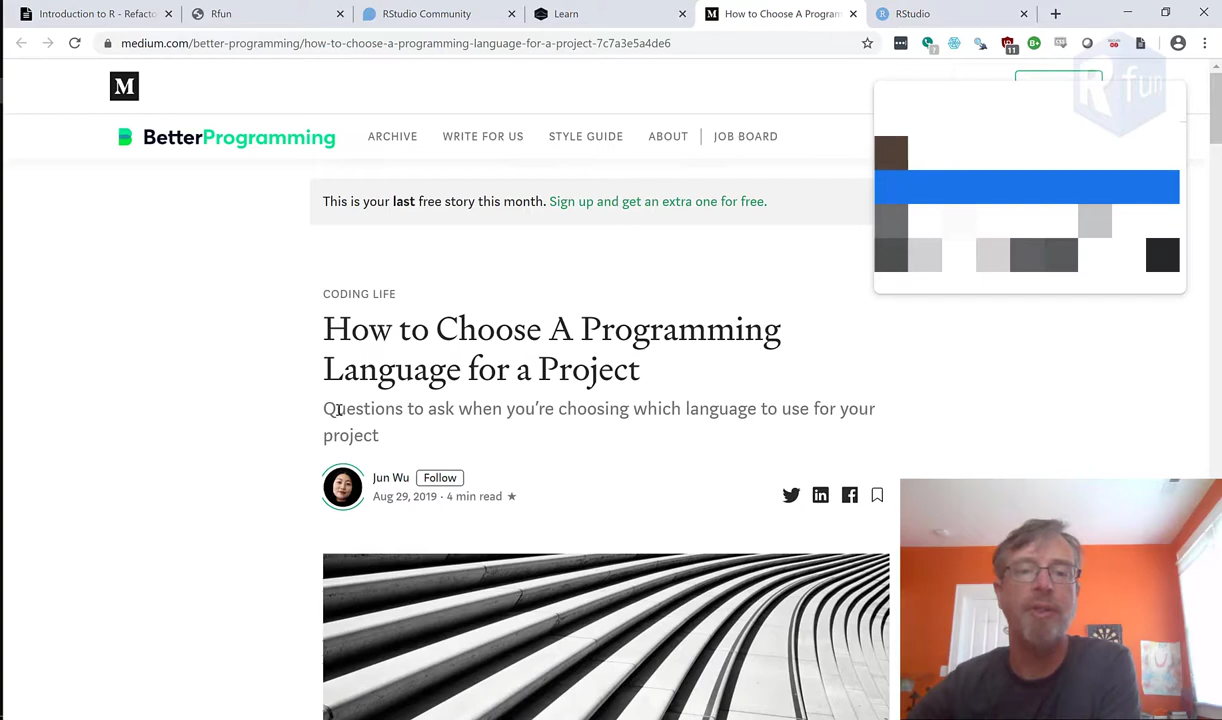 Introduction to R - Refacto
Rfun
RStudio Community
Learn
How to Choose A Program
RStudio
medium.com/better-programming/how-to-choose-a-programming-language-for-a-project-7c7a3e5a4de6
11
M
R fun
BetterProgramming
ARCHIVE WRITE FOR US STYLE GUIDE ABOUT JOB BOARD
This is your last free story this month. Sign up and get an extra one for free.
CODING LIFE
How to Choose A Programming
Language for a Project
Questions to ask when you’re choosing which language to use for your
project
Jun Wu Follow
Aug 29, 2019 · 4 min read ★